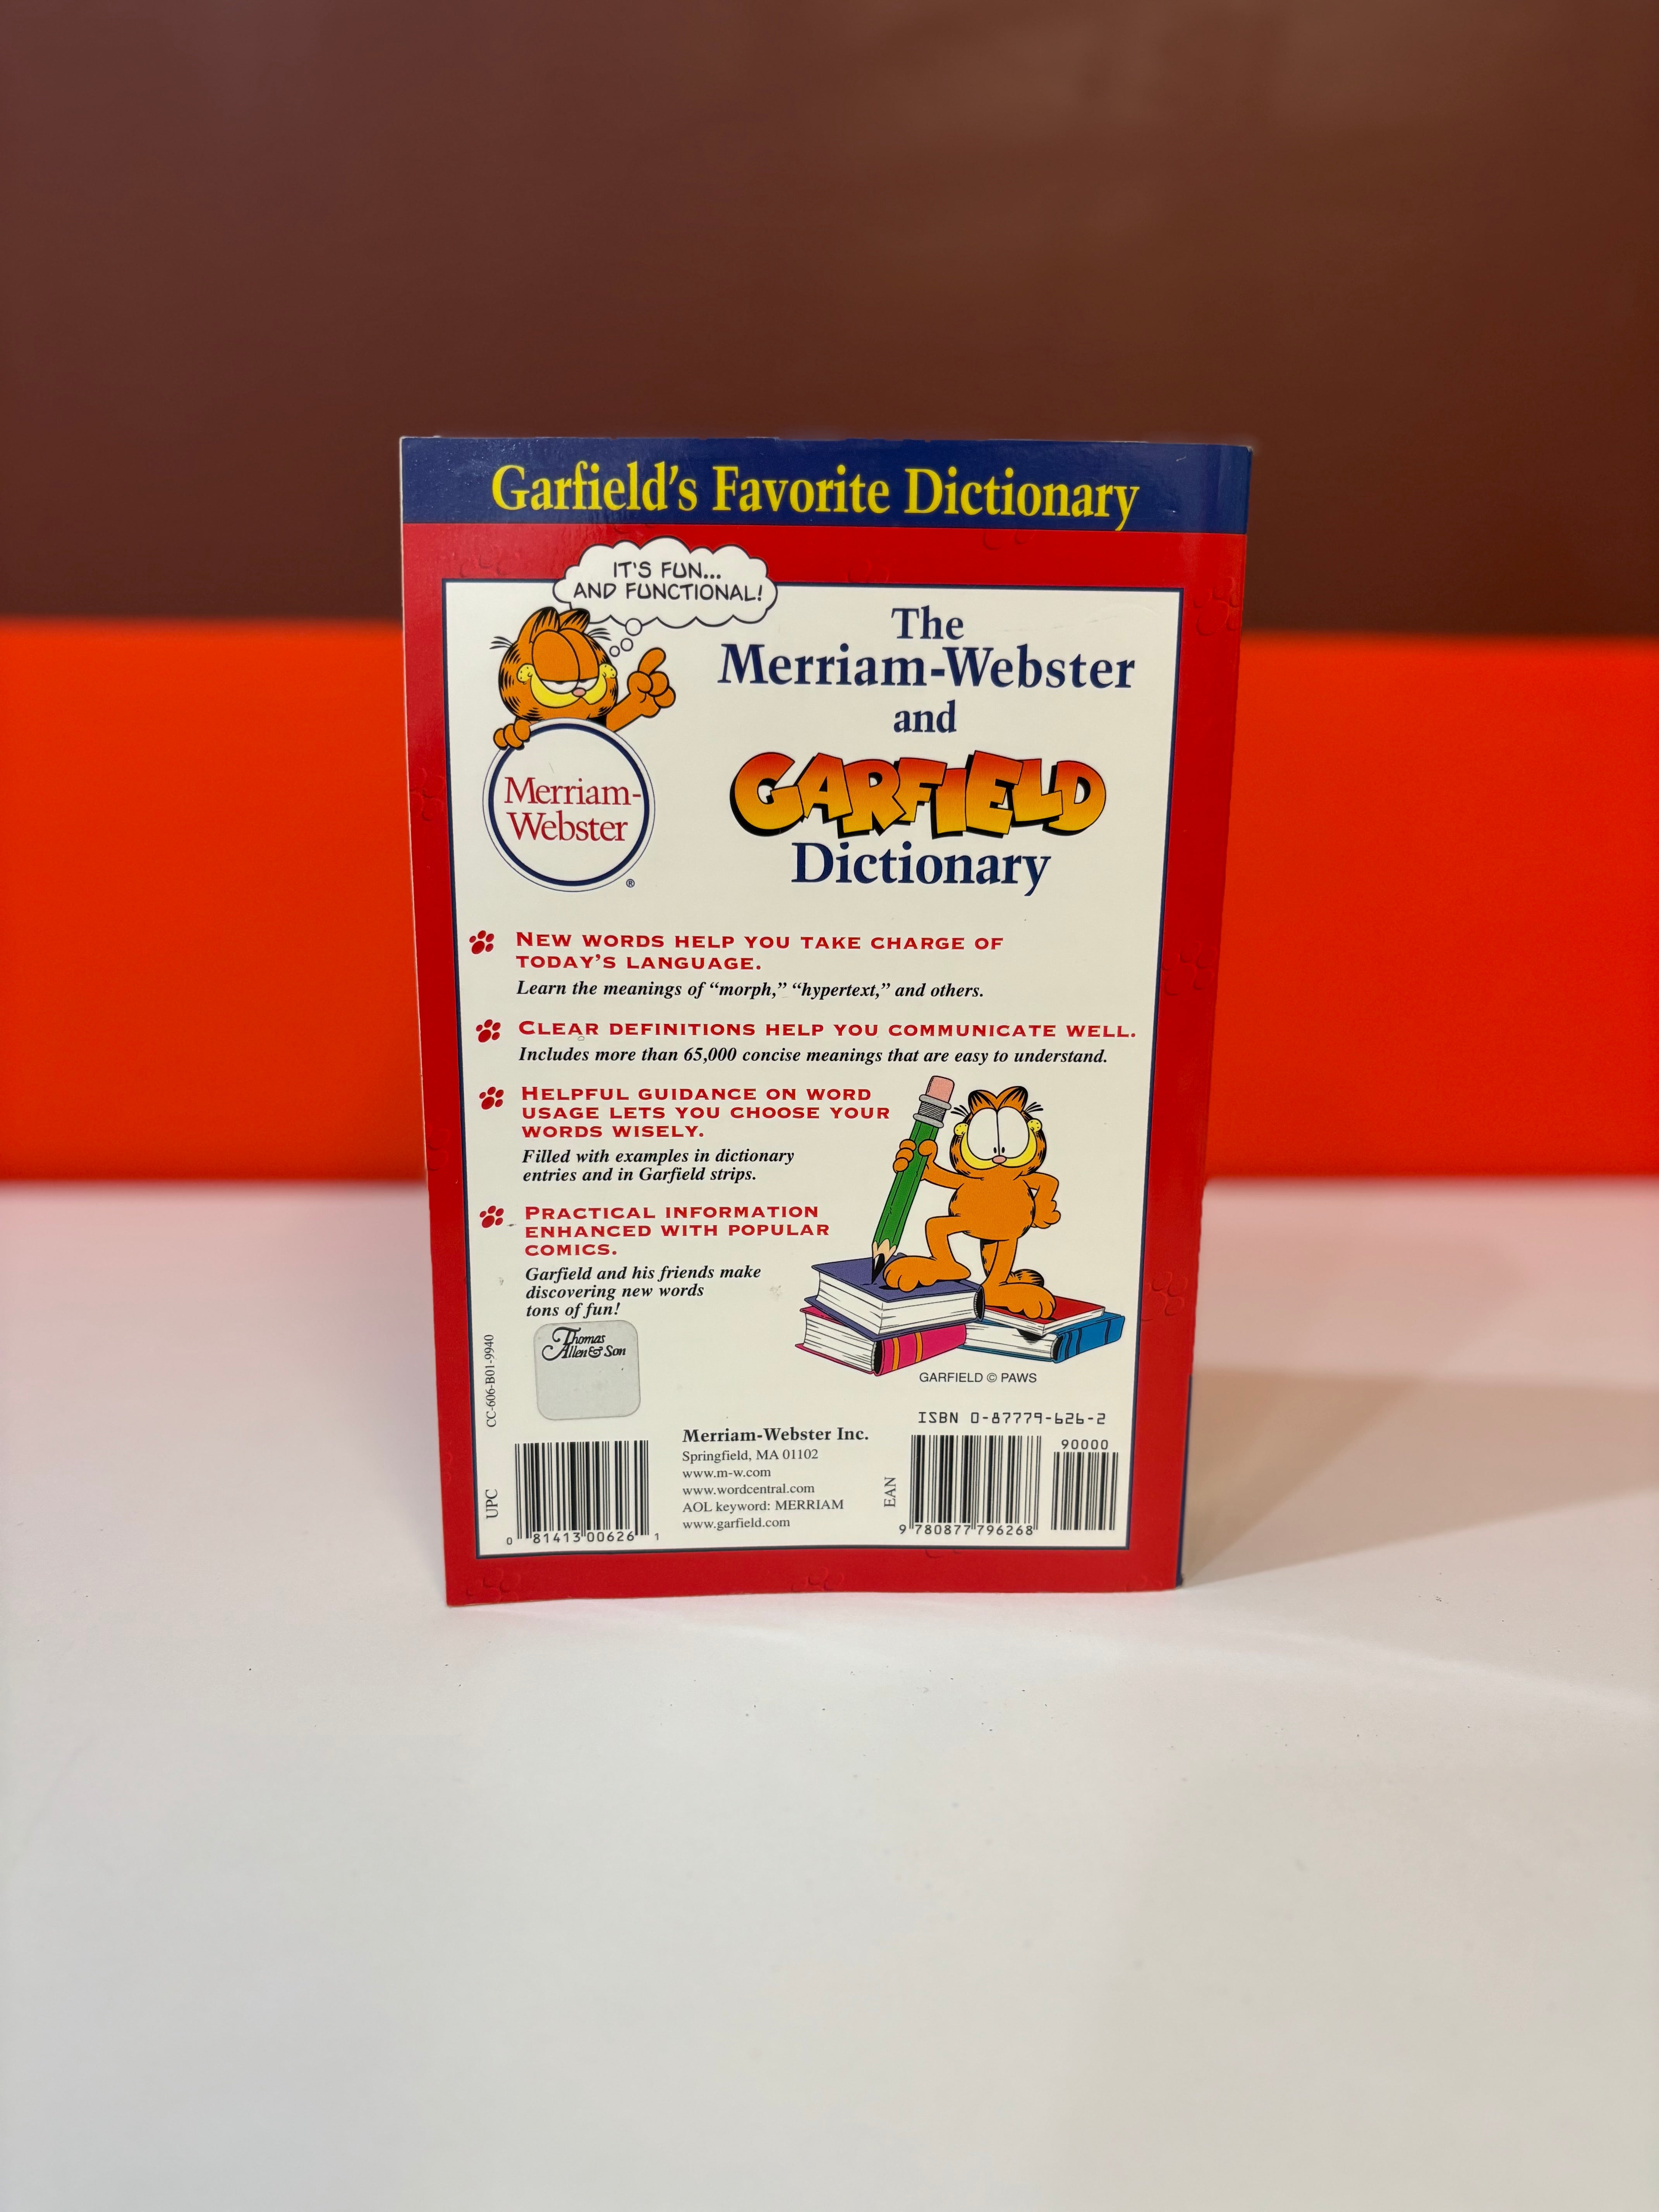 Garfield's Favorite Dictionary
IT'S FUN...
AND FUNCTIONAL!
Merriam-
Webster
®
The
Merriam-Webster
and
GARFIELD
Dictionary
NEW WORDS HELP YOU TAKE CHARGE OF
TODAY'S LANGUAGE.
Learn the meanings of “morph,” “hypertext,” and others.
CLEAR DEFINITIONS HELP YOU COMMUNICATE WELL.
Includes more than 65,000 concise meanings that are easy to understand.
HELPFUL GUIDANCE ON WORD
USAGE LETS YOU CHOOSE YOUR
WORDS WISELY.
Filled with examples in dictionary
entries and in Garfield strips.
PRACTICAL INFORMATION
ENHANCED WITH POPULAR
COMICS.
Garfield and his friends make
discovering new words
tons of fun!
Thomas
Allen & Son
GARFIELD © PAWS
CC-606-B01-9940
UPC
0 81413 00626 1
Merriam-Webster Inc.
Springfield, MA 01102
www.m-w.com
www.wordcentral.com
AOL keyword: MERRIAM
www.garfield.com
ISBN 0-87779-626-2
90000
EAN
9 780877 796268